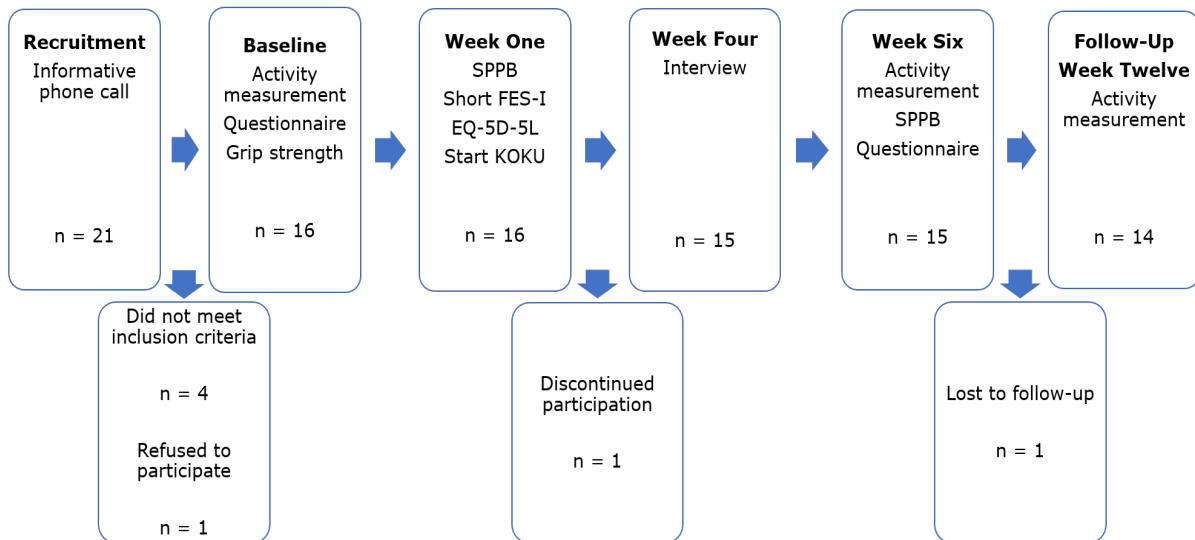 Recruitment
Informative
phone call
n = 21
Baseline
Activity
measurement
Questionnaire
Grip strength
n = 16
Week One
SPPB
Short FES-I
EQ-5D-5L
Start KOKU
n = 16
Week Four
Interview
n = 15
Week Six
Activity
measurement
SPPB
Questionnaire
n = 15
Follow-Up
Week Twelve
Activity
measurement
n = 14
Did not meet
inclusion criteria
n = 4
Refused to
participate
n = 1
Discontinued
participation
n = 1
Lost to follow-up
n = 1